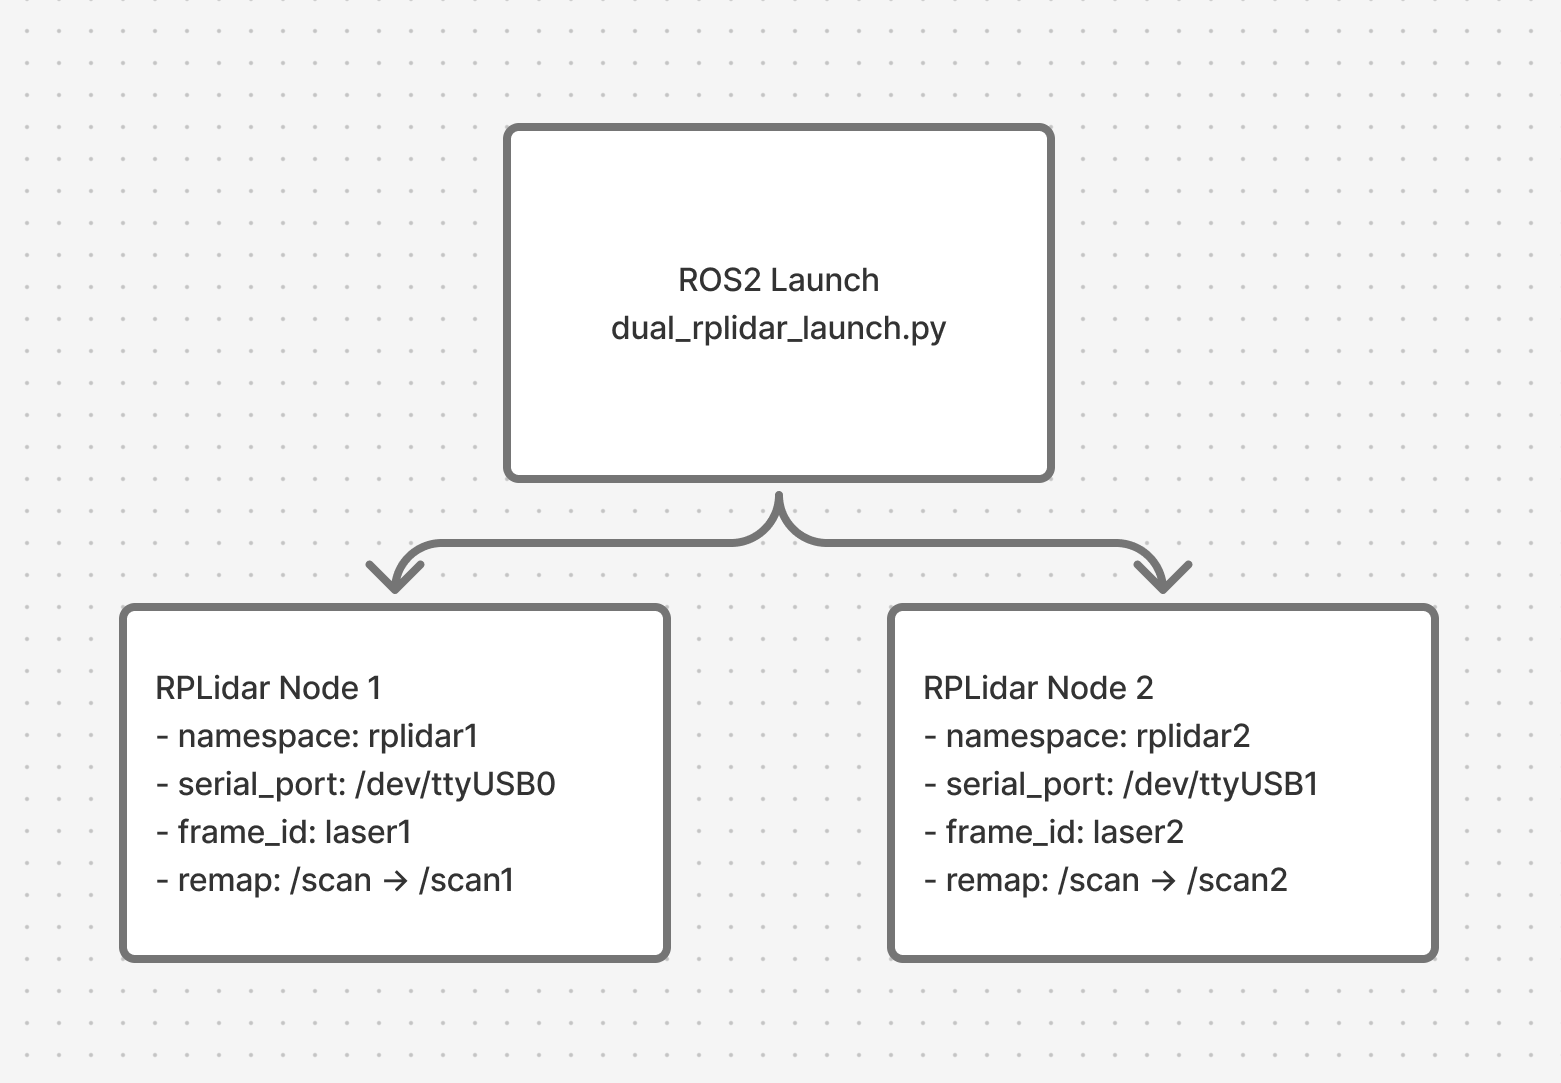 ROS2 Launch
dual_rplidar_launch.py
RPLidar Node 1
- namespace: rplidar1
- serial_port: /dev/ttyUSB0
- frame_id: laser1
- remap: /scan → /scan1
RPLidar Node 2
- namespace: rplidar2
- serial_port: /dev/ttyUSB1
- frame_id: laser2
- remap: /scan → /scan2